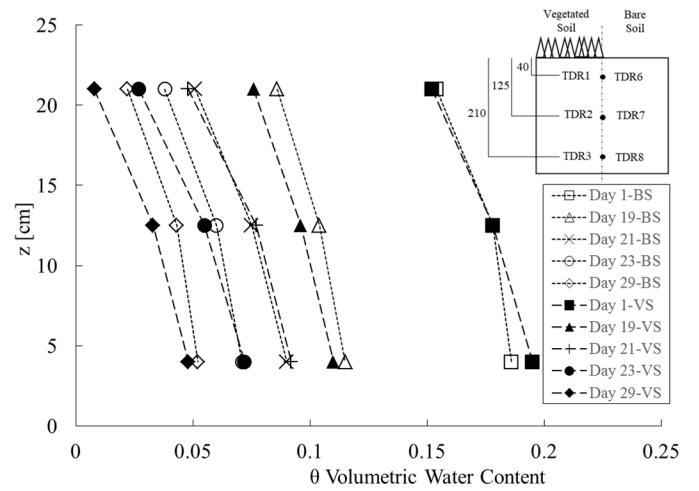 25
20
15
10
5
0
z [cm]
0
0.05
0.1
0.15
0.2
0.25
θ Volumetric Water Content
Vegetated
Soil
Bare
Soil
40
125
210
TDR1
TDR6
TDR2
TDR7
TDR3
TDR8
Day 1-BS
Day 19-BS
Day 21-BS
Day 23-BS
Day 29-BS
Day 1-VS
Day 19-VS
Day 21-VS
Day 23-VS
Day 29-VS